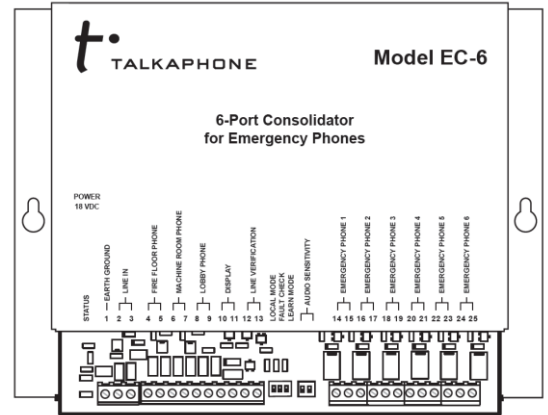 t.
TALKAPHONE
Model EC-6
6-Port Consolidator
for Emergency Phones
POWER
18 VDC
STATUS
EARTH GROUND
LINE IN
FIRE FLOOR PHONE
MACHINE ROOM PHONE
LOBBY PHONE
DISPLAY
LINE VERIFICATION
LOCAL MODE
FAULT CHECK
LEARN MODE
AUDIO SENSITIVITY
EMERGENCY PHONE 1
EMERGENCY PHONE 2
EMERGENCY PHONE 3
EMERGENCY PHONE 4
EMERGENCY PHONE 5
EMERGENCY PHONE 6
1 2 3 4 5 6 7 8 9 10 11 12 13 14 15 16 17 18 19 20 21 22 23 24 25